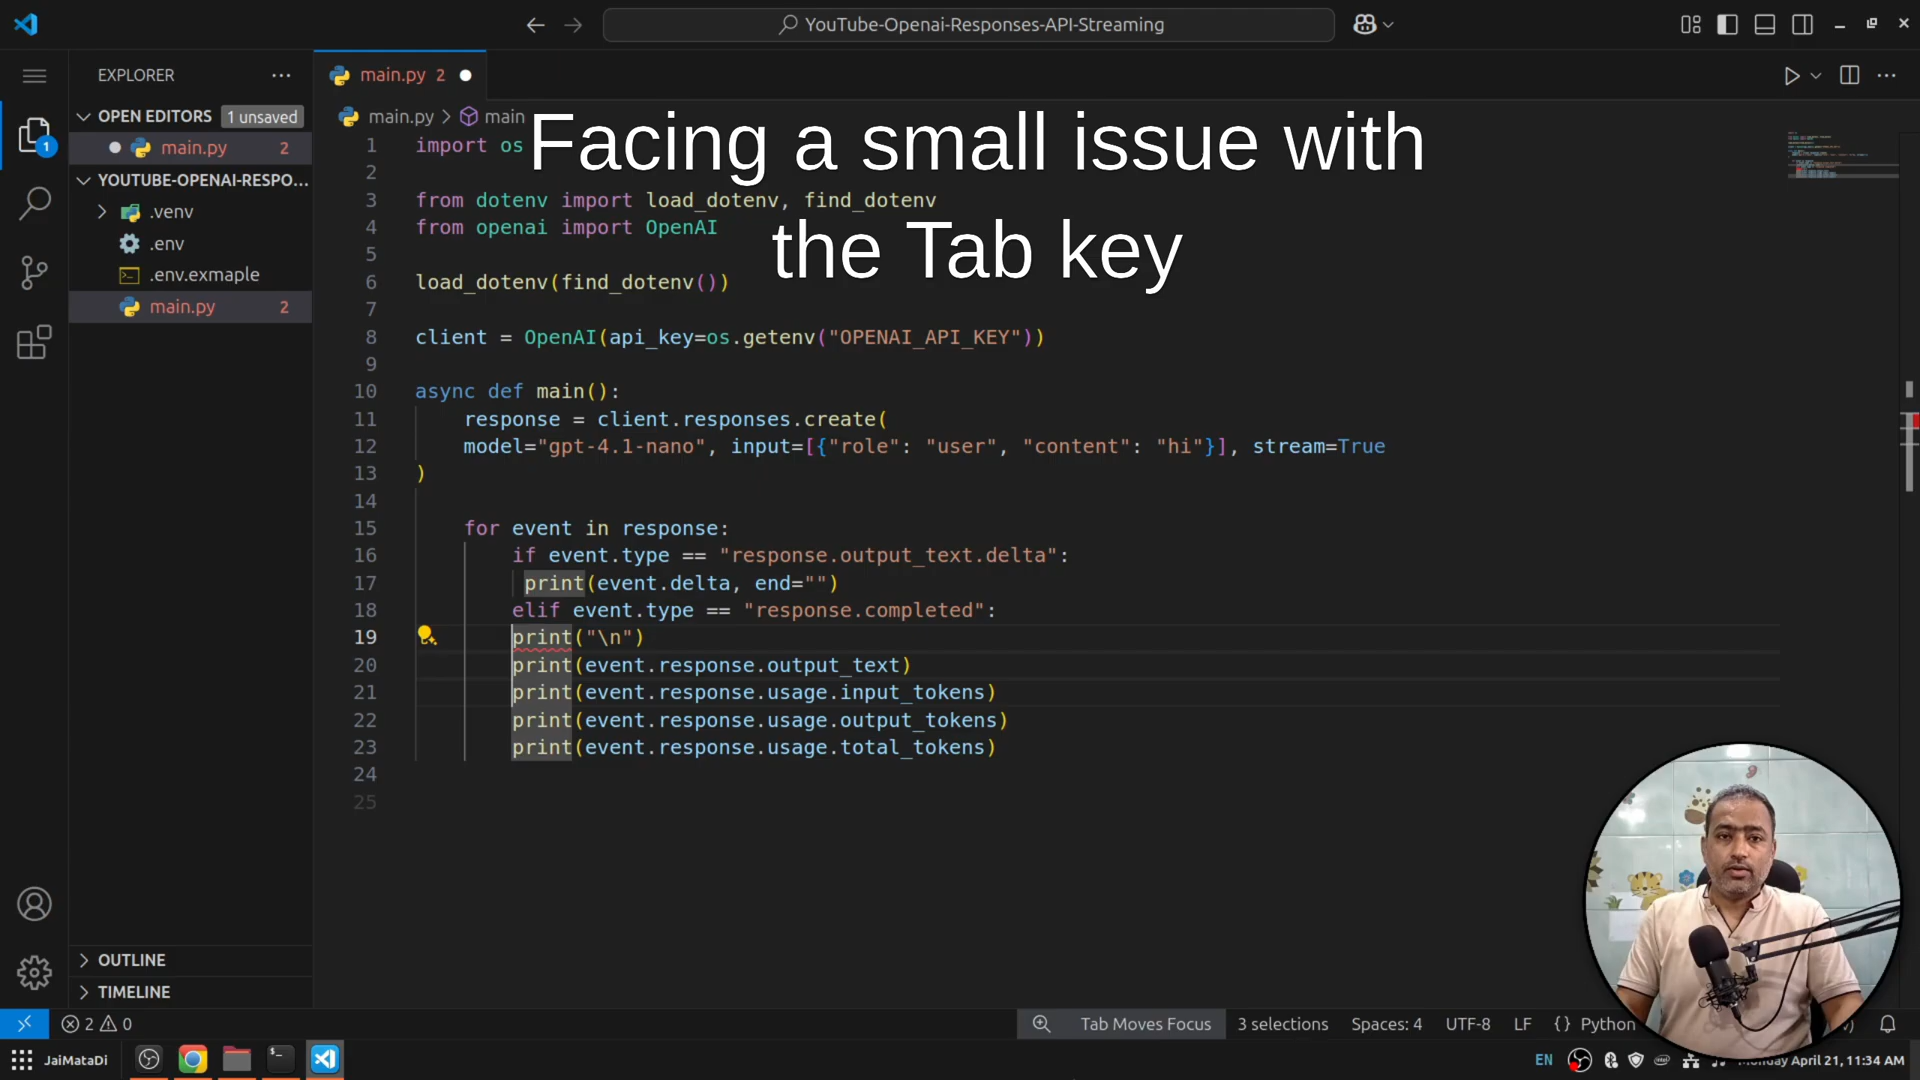 YouTube-Openai-Responses-API-Streaming
EXPLORER
main.py 2
OPEN EDITORS 1 unsaved
main.py 2
YOUTUBE-OPENAI-RESPO...
.venv
.env
.env.exmaple
main.py 2
OUTLINE
TIMELINE
main.py > main
Facing a small issue with
the Tab key
1 import os
2
3 from dotenv import load_dotenv, find_dotenv
4 from openai import OpenAI
5
6 load_dotenv(find_dotenv())
7
8 client = OpenAI(api_key=os.getenv("OPENAI_API_KEY"))
9
10 async def main():
11 response = client.responses.create(
12 model="gpt-4.1-nano", input=[{"role": "user", "content": "hi"}], stream=True
13 )
14
15 for event in response:
16 if event.type == "response.output_text.delta":
17 print(event.delta, end="")
18 elif event.type == "response.completed":
19 print("\n")
20 print(event.response.output_text)
21 print(event.response.usage.input_tokens)
22 print(event.response.usage.output_tokens)
23 print(event.response.usage.total_tokens)
24
25
1
2 0
Tab Moves Focus 3 selections Spaces: 4 UTF-8 LF {} Python
JaiMataDi
EN
Monday April 21, 11:34 AM